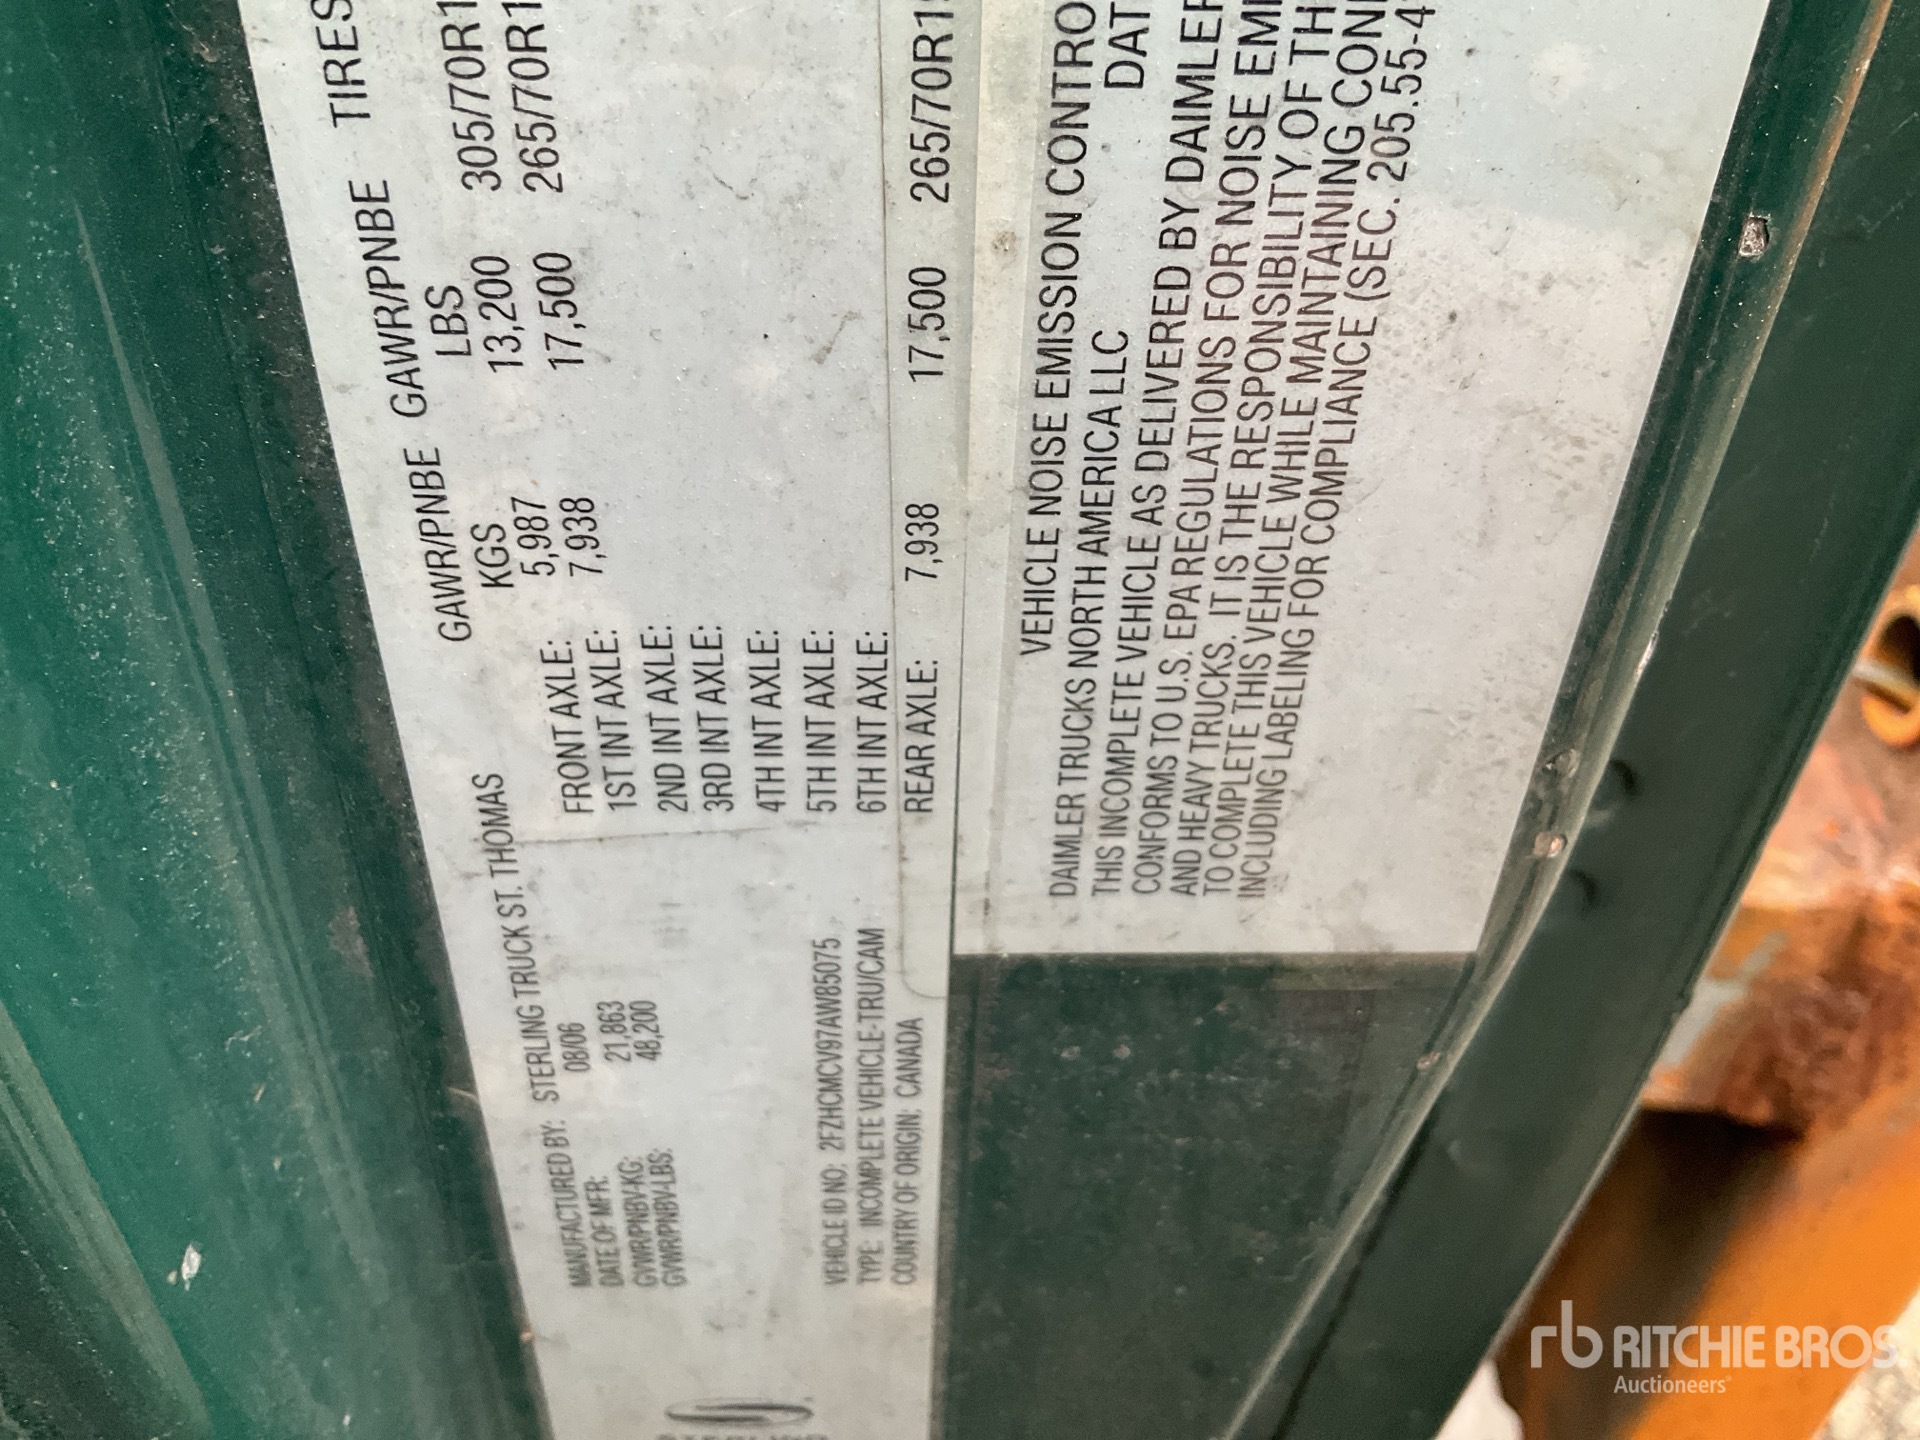 MANUFACTURED BY: STERLING TRUCK ST. THOMAS
DATE OF MFR: 08/06
GVWR/PNBV-KG: 21,863
GVWR/PNBV-LBS: 48,200
VEHICLE ID NO: 2FZHCMCV97AW85075
TYPE: INCOMPLETE VEHICLE-TRU/CAM
COUNTRY OF ORIGIN: CANADA
GAWR/PNBE GAWR/PNBE TIRES
KGS LBS
FRONT AXLE: 5,987 13,200 305/70R1
1ST INT AXLE: 7,938 17,500 265/70R1
2ND INT AXLE:
3RD INT AXLE:
4TH INT AXLE:
5TH INT AXLE:
6TH INT AXLE:
REAR AXLE: 7,938 17,500 265/70R1
VEHICLE NOISE EMISSION CONTRO
DAIMLER TRUCKS NORTH AMERICA LLC DAT
THIS INCOMPLETE VEHICLE AS DELIVERED BY DAIMLER
CONFORMS TO U.S. EPA REGULATIONS FOR NOISE EMI
AND HEAVY TRUCKS. IT IS THE RESPONSIBILITY OF TH
TO COMPLETE THIS VEHICLE WHILE MAINTAINING CON
INCLUDING LABELING FOR COMPLIANCE (SEC. 205.55-4
rb RITCHIE BROS
Auctioneers